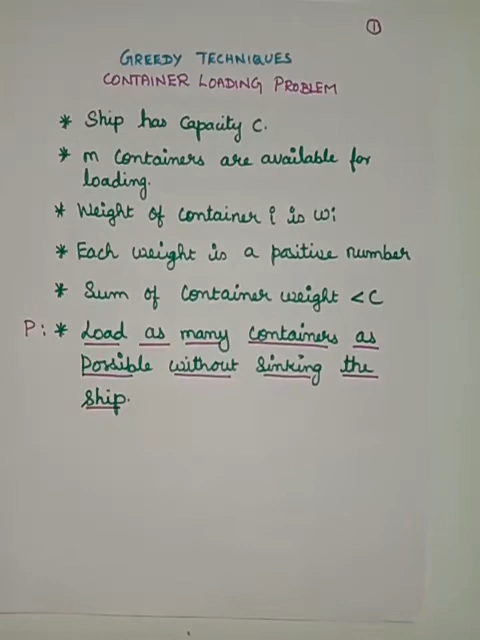 ①
GREEDY TECHNIQUES
CONTAINER LOADING PROBLEM
* Ship has capacity C.
* m containers are available for
loading.
* Weight of container i is wi
* Each weight is a positive number
* Sum of container weight < C
P: * Load as many containers as
possible without sinking the
ship.